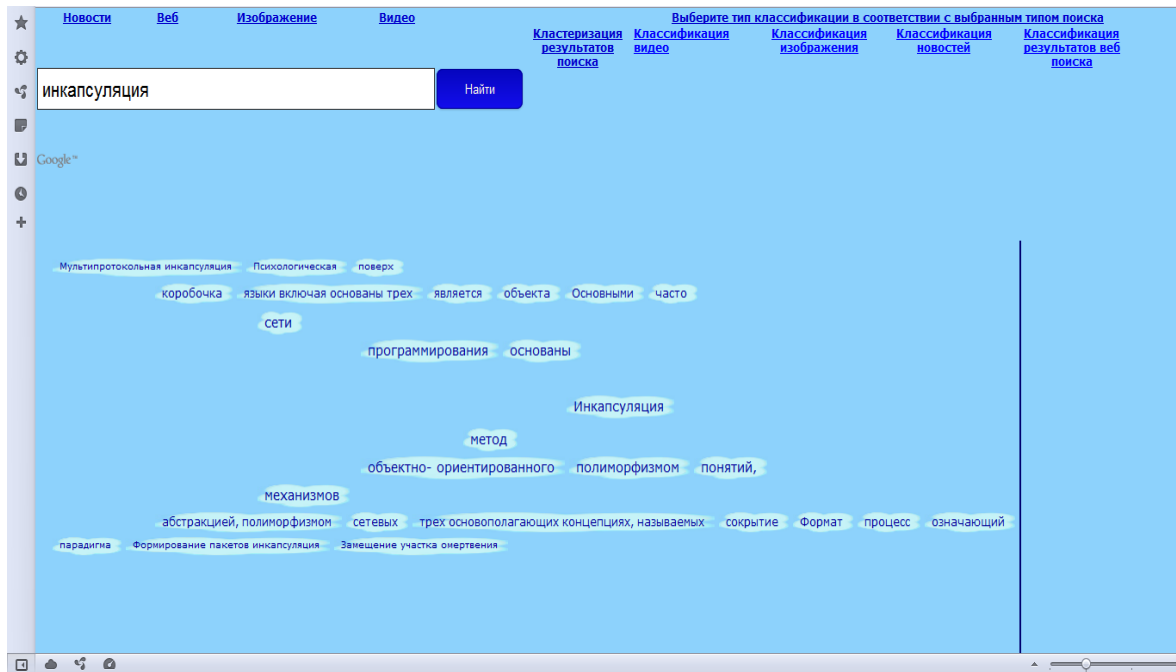 Новости Веб Изображение Видео Выберите тип классификации в соответствии с выбранным типом поиска
Кластеризация результатов поиска
Классификация видео
Классификация изображения
Классификация новостей
Классификация результатов веб поиска
инкапсуляция Найти
Google™
Мультипротокольная инкапсуляция Психологическая поверх
коробочка языки включая основаны трех является объекта Основными часто
сети
программирования основаны
Инкапсуляция
метод
объектно- ориентированного полиморфизмом понятий,
механизмов
абстракцией, полиморфизмом сетевых трех основополагающих концепциях, называемых сокрытие Формат процесс означающий
парадигма Формирование пакетов инкапсуляция Замещение участка омертвения